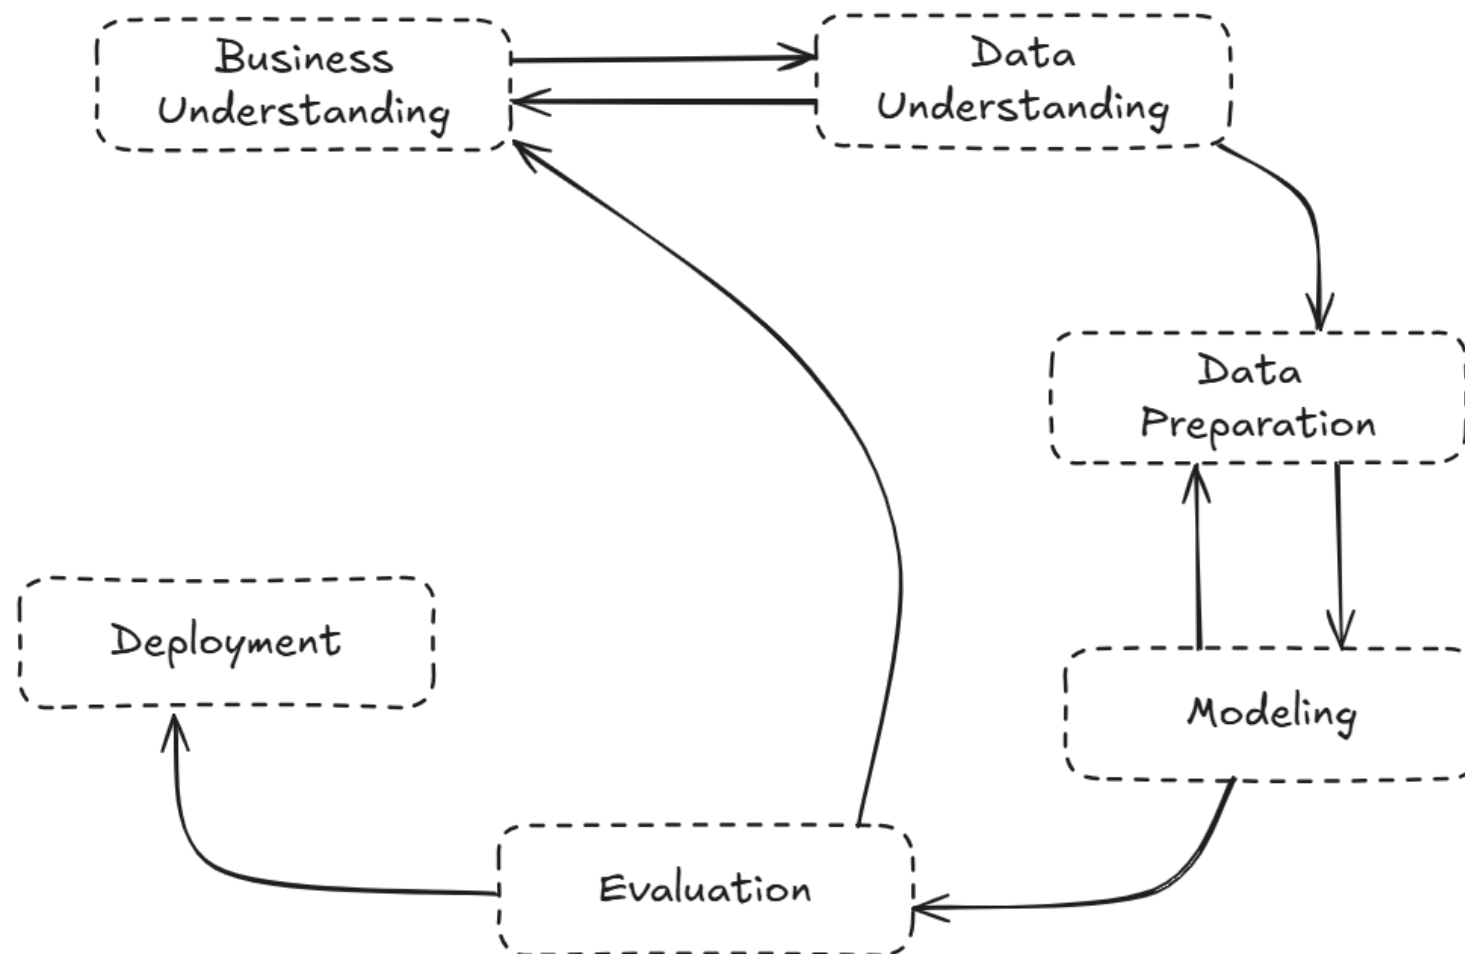 Business
Understanding
Data
Understanding
Data
Preparation
Modeling
Evaluation
Deployment